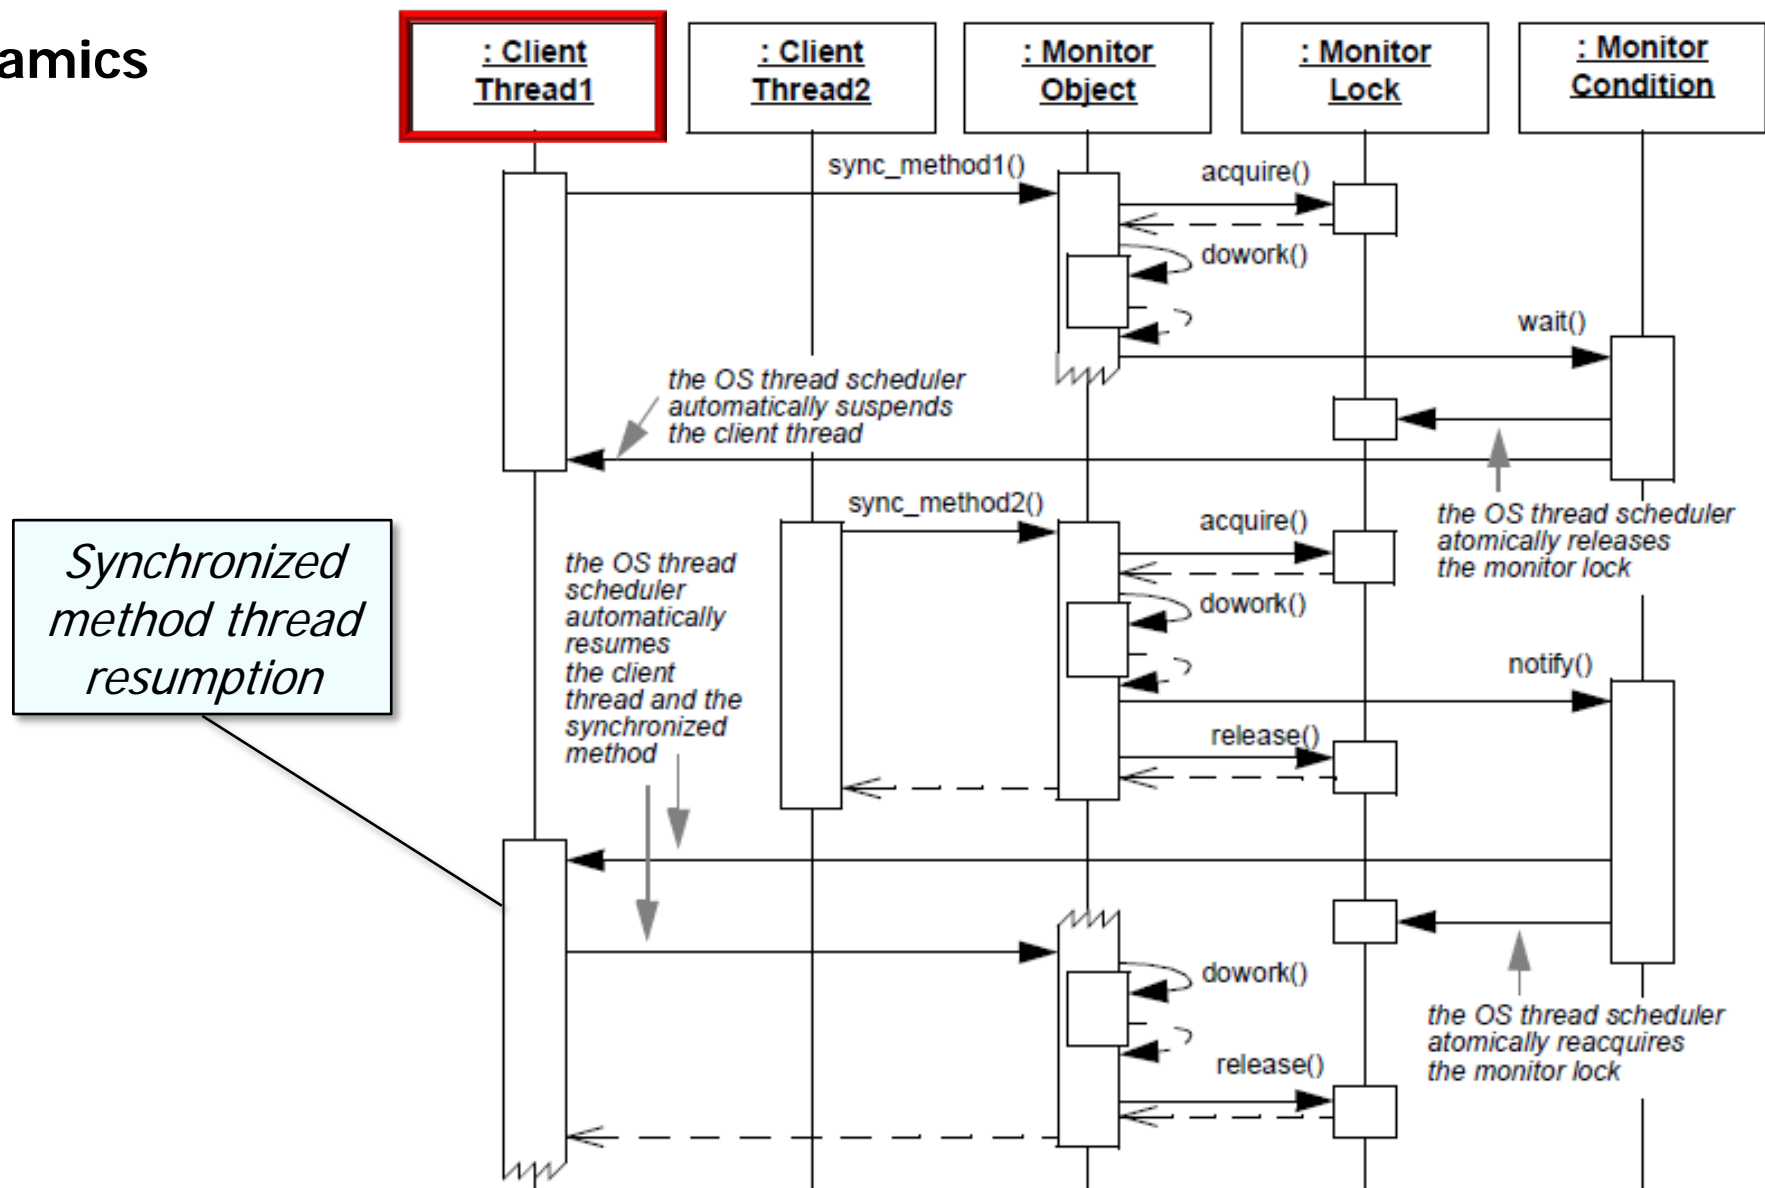 amics
: Client
Thread1
: Client
Thread2
: Monitor
Object
: Monitor
Lock
: Monitor
Condition
sync_method1()
acquire()
dowork()
wait()
the OS thread scheduler
automatically suspends
the client thread
the OS thread scheduler
atomically releases
the monitor lock
sync_method2()
acquire()
dowork()
Synchronized
method thread
resumption
the OS thread
scheduler
automatically
resumes
the client
thread and the
synchronized
method
notify()
release()
dowork()
the OS thread scheduler
atomically reacquires
the monitor lock
release()